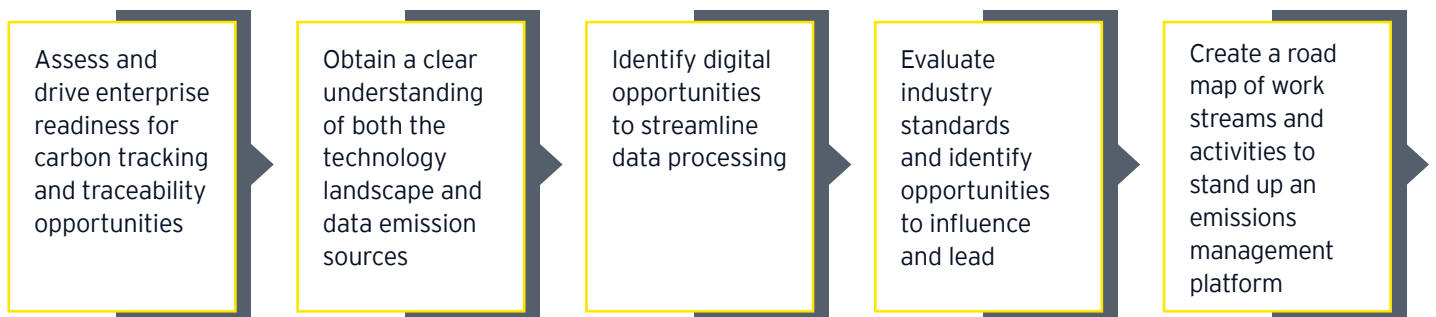 Assess and
drive enterprise
readiness for
carbon tracking
and traceability
opportunities
Obtain a clear
understanding
of both the
technology
landscape and
data emission
sources
Identify digital
opportunities
to streamline
data processing
Evaluate
industry
standards
and identify
opportunities
to influence
and lead
Create a road
map of work
streams and
activities to
stand up an
emissions
management
platform